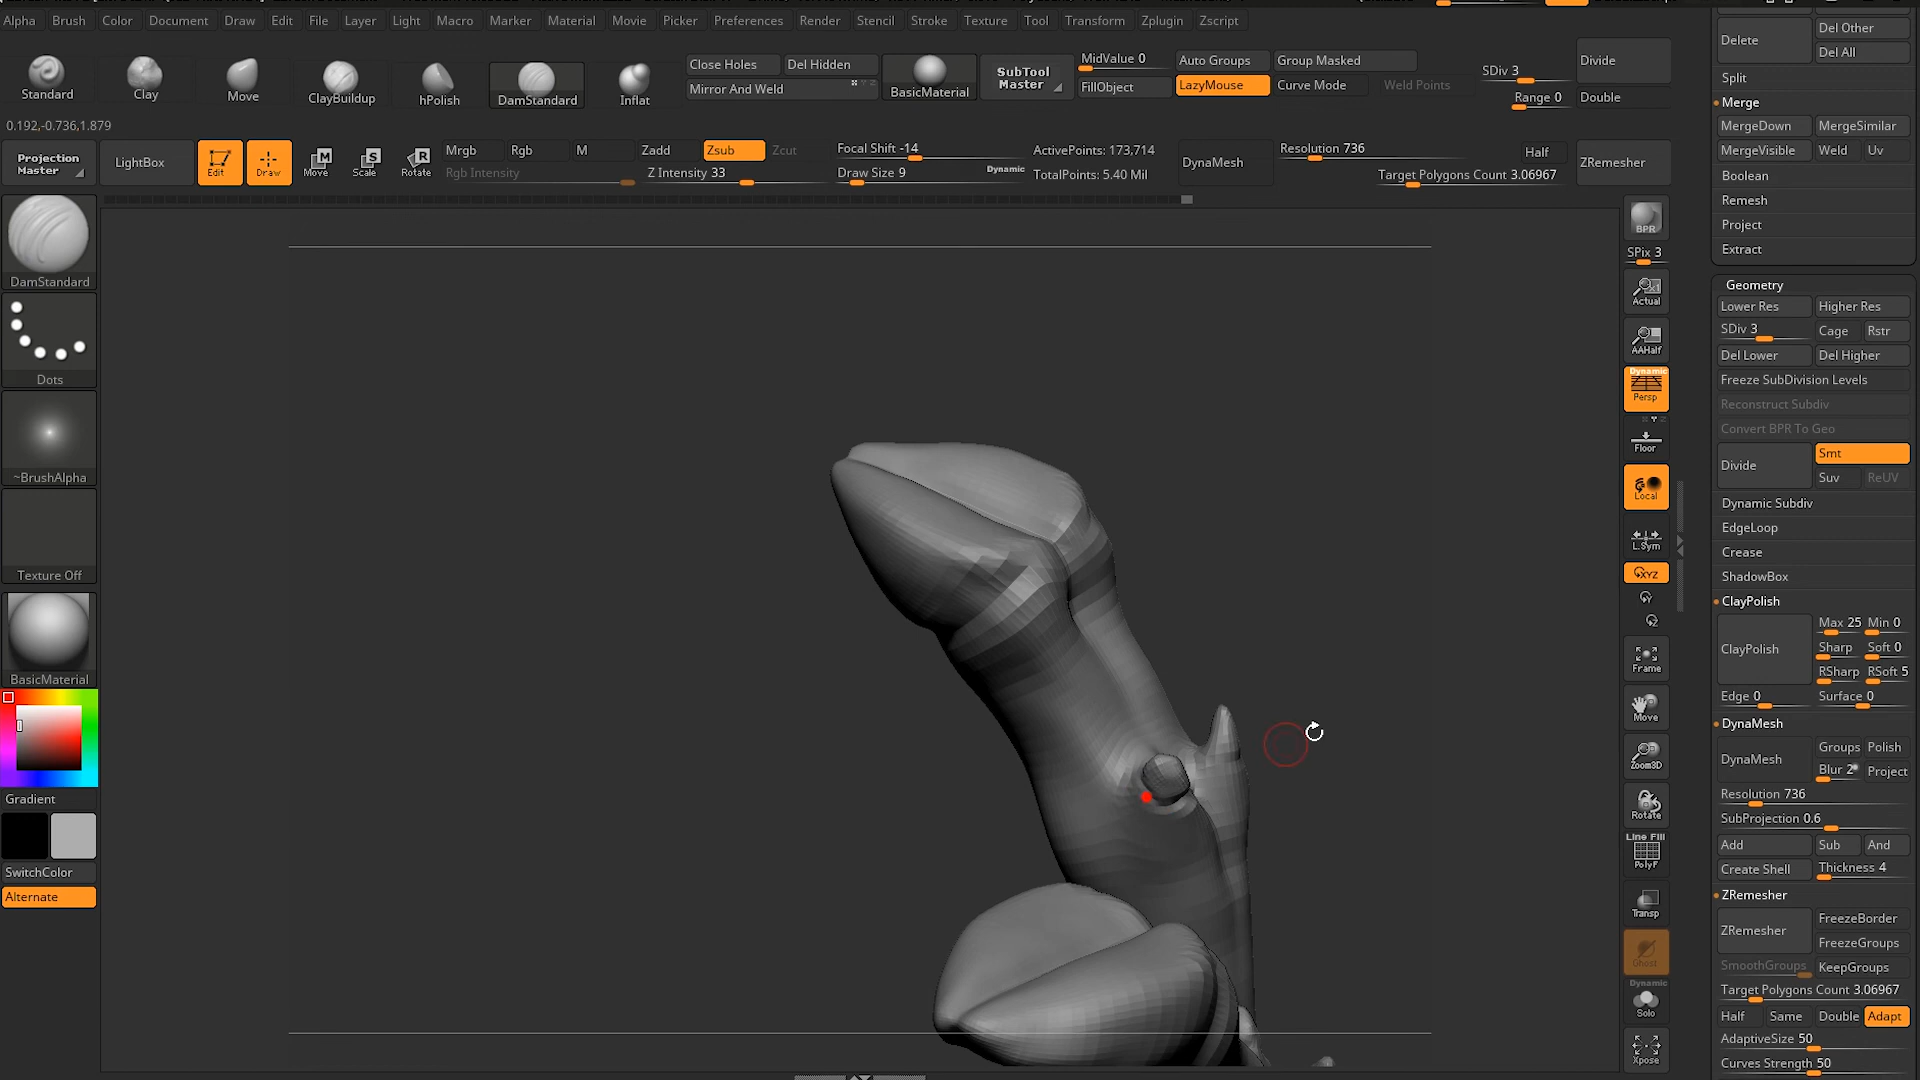 Alpha Brush Color Document Draw Edit File Layer Light Macro Marker Material Movie Picker Preferences Render Stencil Stroke Texture Tool Transform Zplugin Zscript
Standard Clay Move ClayBuildup hPolish DamStandard Inflat
Close Holes Del Hidden
Mirror And Weld
BasicMaterial
SubTool
Master
MidValue 0
FillObject
Auto Groups Group Masked
LazyMouse Curve Mode Weld Points
SDiv 3
Range 0
Divide
Double
0.192,-0.736,1.879
Projection
Master
LightBox
Edit Draw Move Scale Rotate
Mrgb Rgb M
Rgb Intensity
Zadd Zsub Zcut
Z Intensity 33
Focal Shift -14
Draw Size 9
Dynamic
ActivePoints: 173,714
TotalPoints: 5.40 Mil
DynaMesh
Resolution 736
Half
Target Polygons Count 3.06967
ZRemesher
DamStandard
Dots
~BrushAlpha
Texture Off
BasicMaterial
Gradient
SwitchColor
Alternate
BPR
SPix 3
Actual
AAHalf
Dynamic
Persp
Floor
Local
L.Sym
XYZ
Y
Z
Frame
Move
Zoom3D
Rotate
Line Fill
PolyF
Transp
Ghost
Dynamic
Solo
Xpose
Delete
Del Other
Del All
Split
Merge
MergeDown MergeSimilar
MergeVisible Weld Uv
Boolean
Remesh
Project
Extract
Geometry
Lower Res Higher Res
SDiv 3 Cage Rstr
Del Lower Del Higher
Freeze SubDivision Levels
Reconstruct Subdiv
Convert BPR To Geo
Divide
Smt
Suv ReUV
Dynamic Subdiv
EdgeLoop
Crease
ShadowBox
ClayPolish
ClayPolish
Max 25 Min 0
Sharp Soft 0
RSharp RSoft 5
Edge 0 Surface 0
DynaMesh
DynaMesh
Groups Polish
Blur 2 Project
Resolution 736
SubProjection 0.6
Add Sub And
Create Shell Thickness 4
ZRemesher
ZRemesher
FreezeBorder
FreezeGroups
SmoothGroups KeepGroups
Target Polygons Count 3.06967
Half Same Double Adapt
AdaptiveSize 50
Curves Strength 50